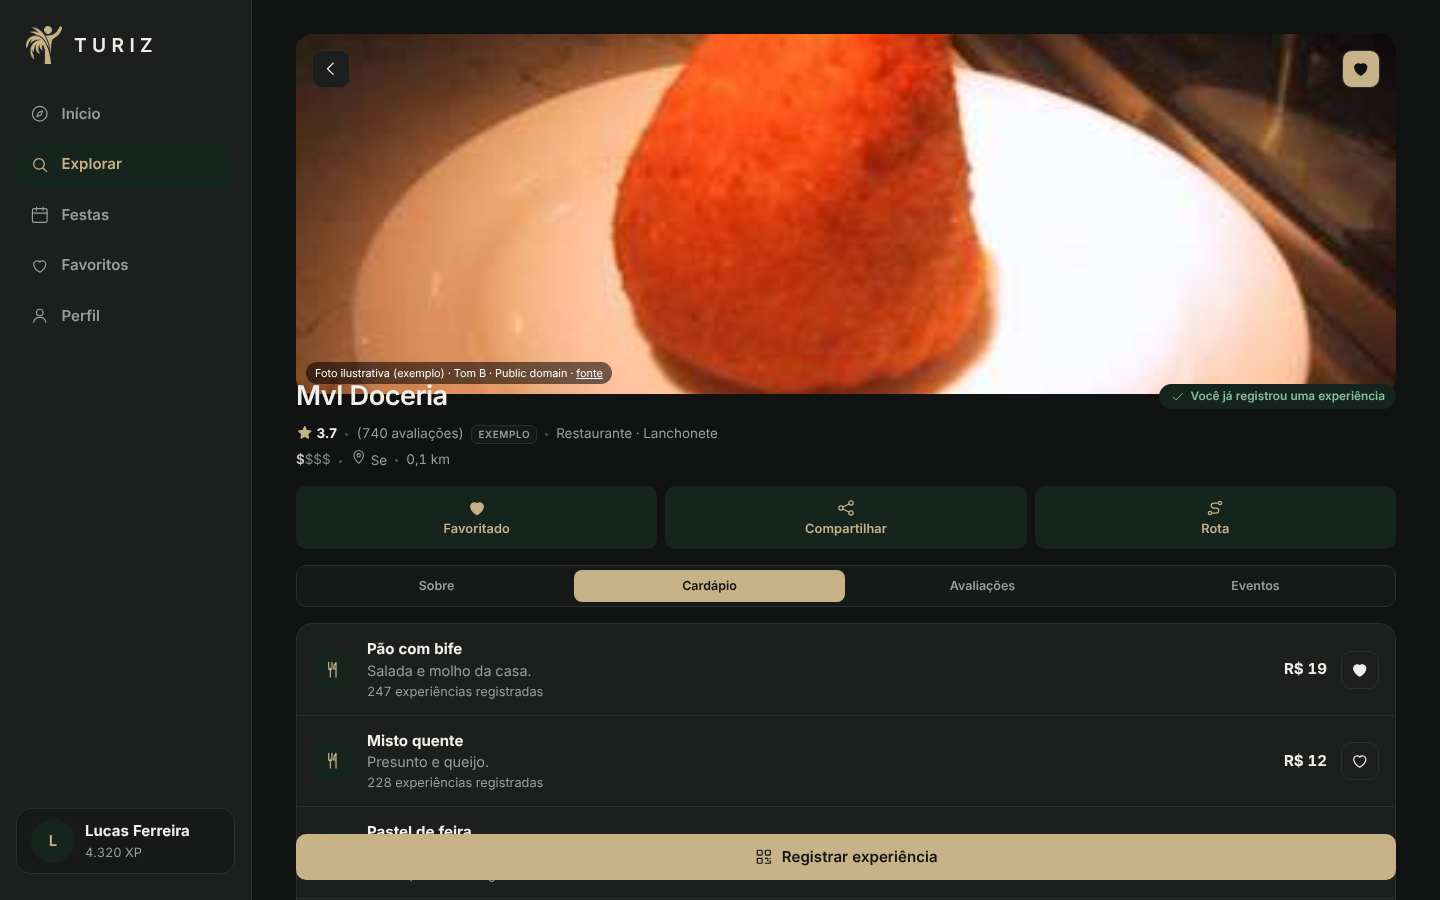 TURIZ
Início
Explorar
Festas
Favoritos
Perfil
Lucas Ferreira
L
4.320 XP
Foto ilustrativa (exemplo) · Tom B · Public domain · fonte
Mvl Doceria
Você já registrou uma experiência
3.7 · (740 avaliações) EXEMPLO · Restaurante · Lanchonete
$$$$ · Se · 0,1 km
Favoritado
Compartilhar
Rota
Sobre
Cardápio
Avaliações
Eventos
Pão com bife
Salada e molho da casa.
247 experiências registradas
R$ 19
Misto quente
Presunto e queijo.
228 experiências registradas
R$ 12
Pastel de feira
Registrar experiência